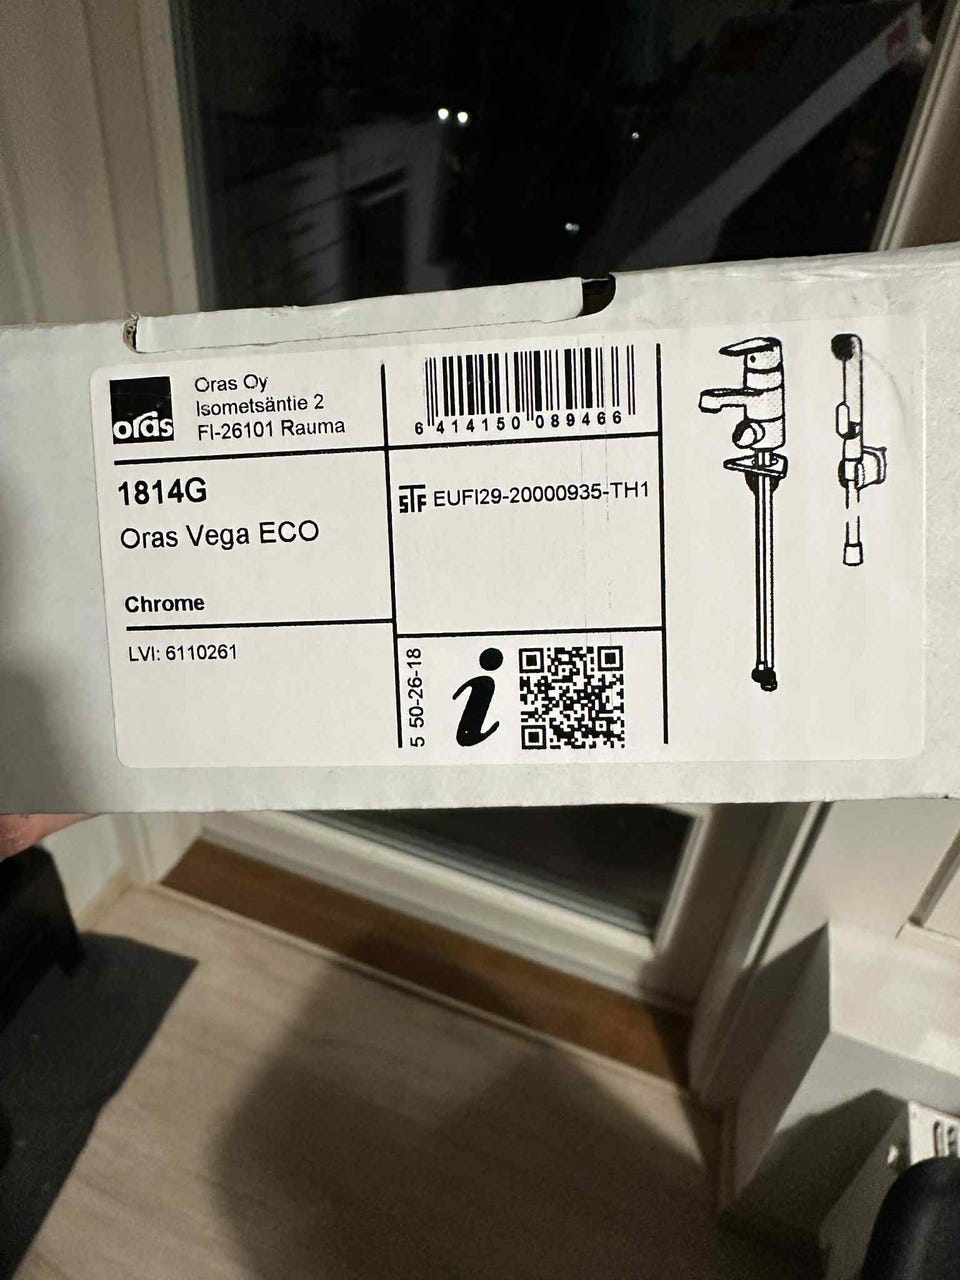 oras
Oras Oy
Isometsäntie 2
FI-26101 Rauma
6 414150 089466
1814G
Oras Vega ECO
Chrome
LVI: 6110261
STF EUFI29-20000935-TH1
5 50-26-18
i